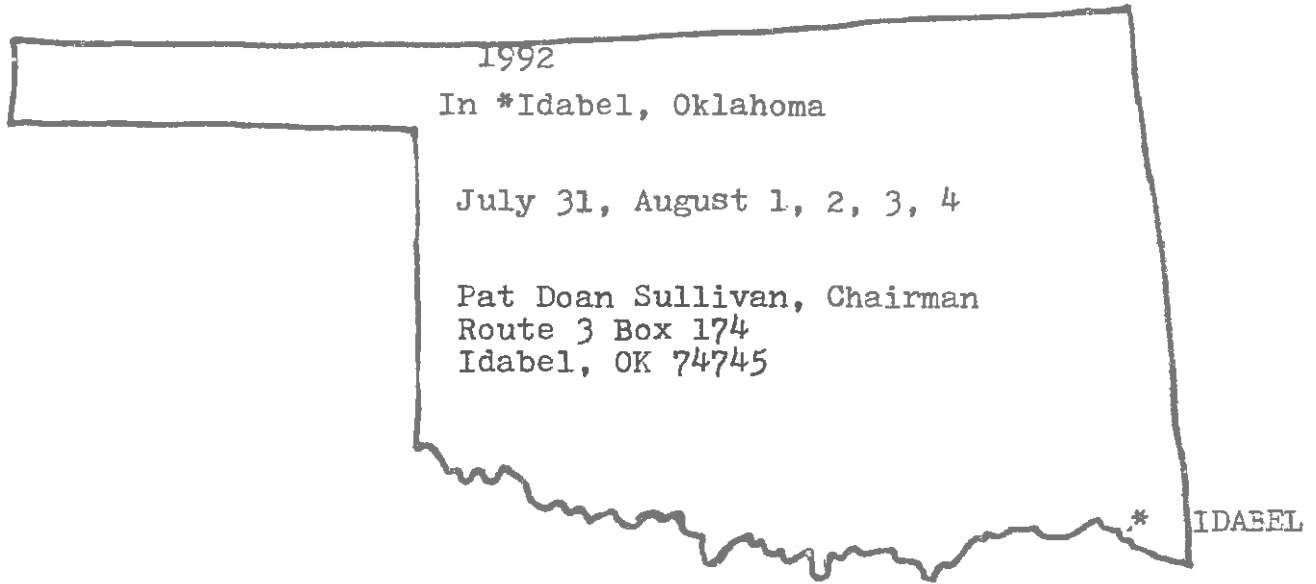 1992
In *Idabel, Oklahoma
July 31, August 1, 2, 3, 4
Pat Doan Sullivan, Chairman
Route 3 Box 174
Idabel, OK 74745
* IDABEL